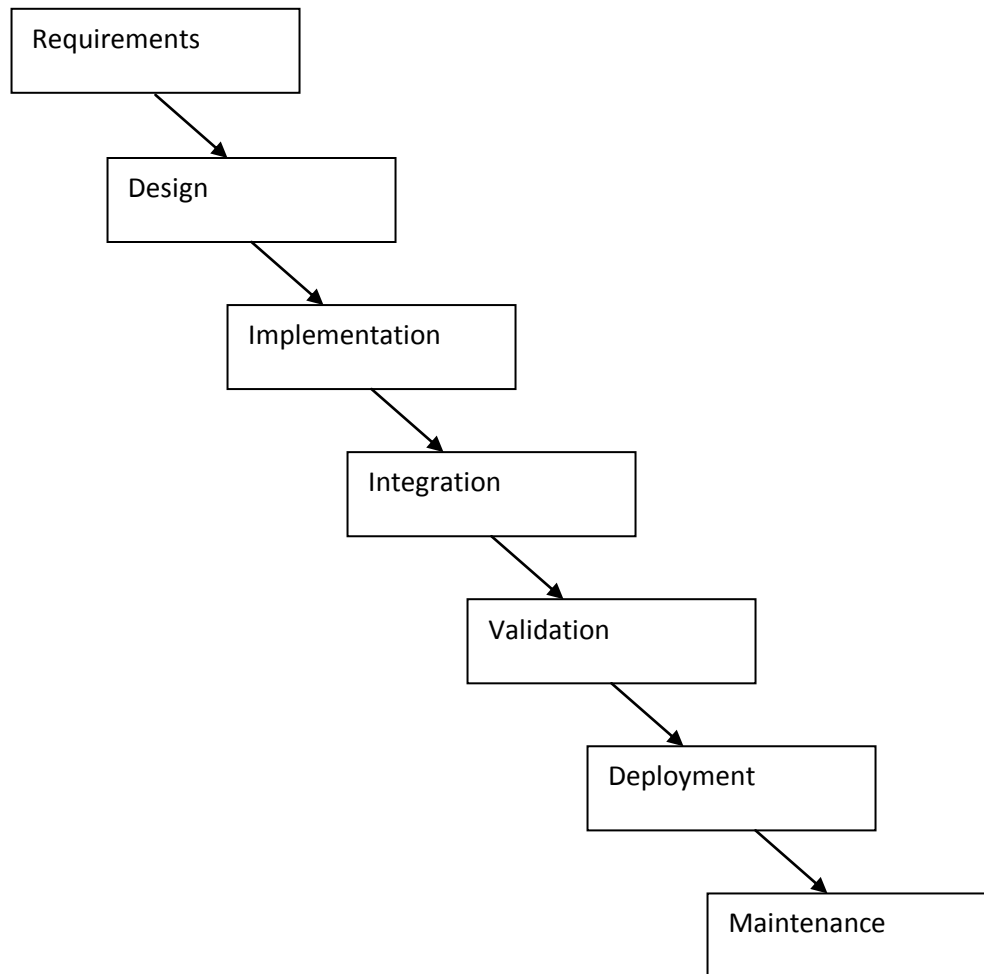 Requirements
Design
Implementation
Integration
Validation
Deployment
Maintenance